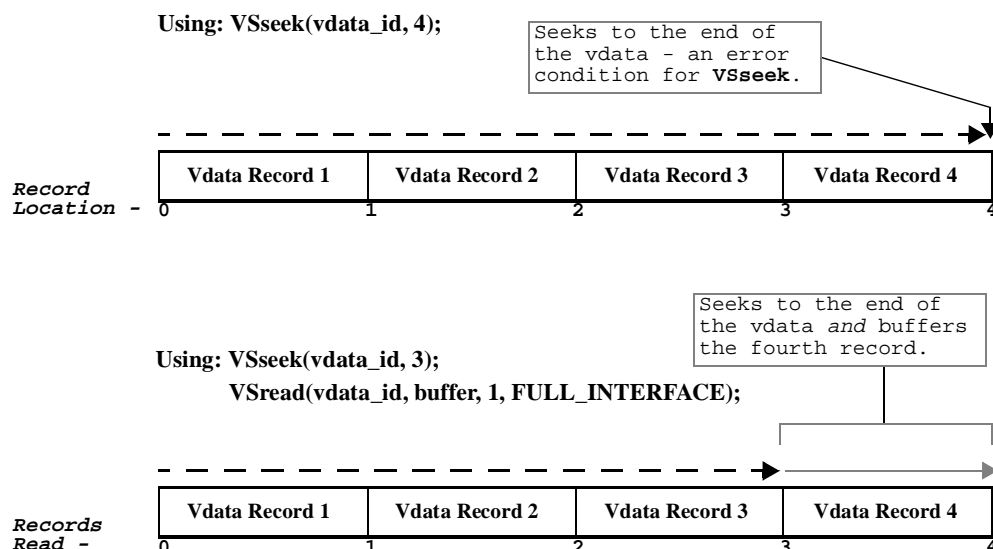 Using: VSseek(vdata_id, 4);
Seeks to the end of
the vdata - an error
condition for VSseek.
Vdata Record 1 Vdata Record 2 Vdata Record 3 Vdata Record 4
Record
Location - 0 1 2 3 4
Seeks to the end of
the vdata and buffers
the fourth record.
Using: VSseek(vdata_id, 3);
VSread(vdata_id, buffer, 1, FULL_INTERFACE);
Vdata Record 1 Vdata Record 2 Vdata Record 3 Vdata Record 4
Records
Read - 0 1 2 3 4